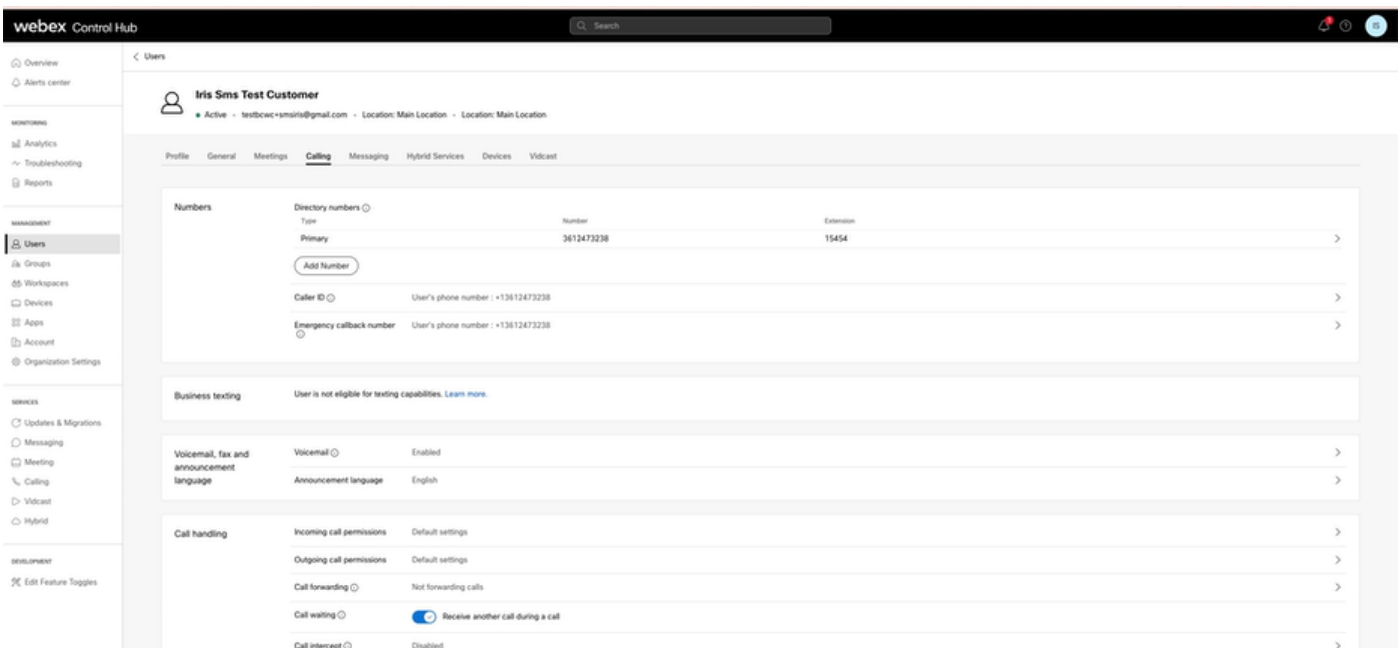 webex Control Hub
Search
IS
Overview
Alerts center
MONITORING
Analytics
Troubleshooting
Reports
MANAGEMENT
Users
Groups
Workspaces
Devices
Apps
Account
Organization Settings
SERVICES
Updates & Migrations
Messaging
Meeting
Calling
Vidcast
Hybrid
DEVELOPMENT
Edit Feature Toggles
Users
Iris Sms Test Customer
Active - testbcwc+smsiris@gmail.com - Location: Main Location - Location: Main Location
Profile General Meetings Calling Messaging Hybrid Services Devices Vidcast
Numbers
Directory numbers
Type Number Extension
Primary 3612473238 15454
Add Number
Caller ID User's phone number : +13612473238
Emergency callback number User's phone number : +13612473238
Business texting
User is not eligible for texting capabilities. Learn more.
Voicemail, fax and
announcement
language
Voicemail Enabled
Announcement language English
Call handling
Incoming call permissions Default settings
Outgoing call permissions Default settings
Call forwarding Not forwarding calls
Call waiting Receive another call during a call
Call intercept Disabled